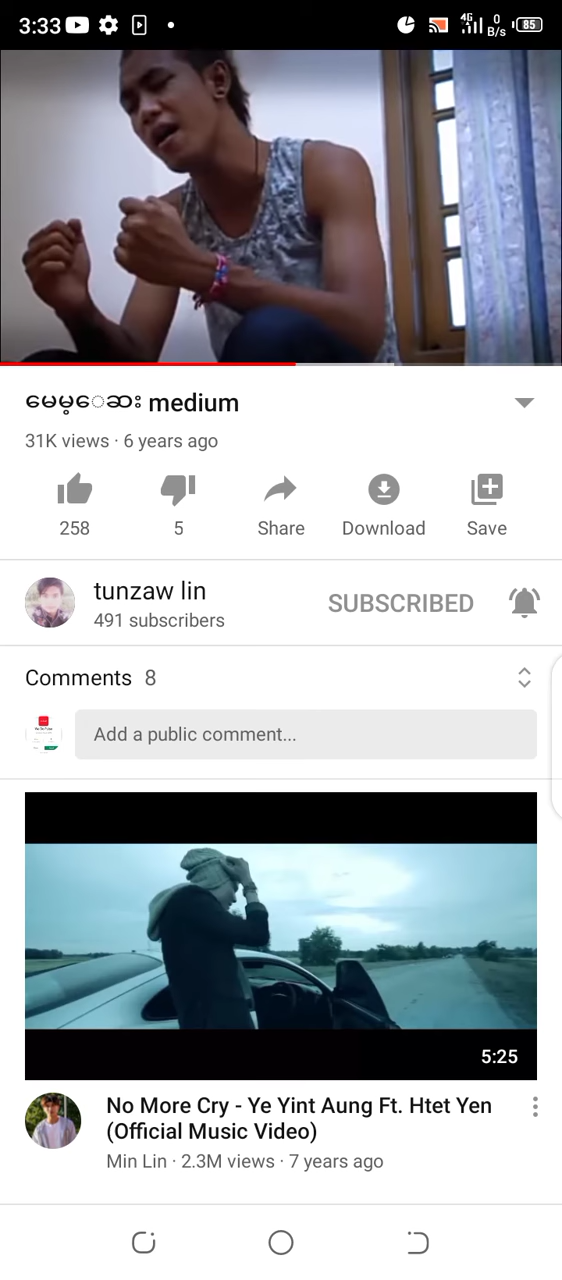 3:33
4G
0
B/s
85
မေမ့ေဆး medium
31K views · 6 years ago
258
5
Share
Download
Save
tunzaw lin
491 subscribers
SUBSCRIBED
Comments 8
Add a public comment...
5:25
No More Cry - Ye Yint Aung Ft. Htet Yen
(Official Music Video)
Min Lin · 2.3M views · 7 years ago